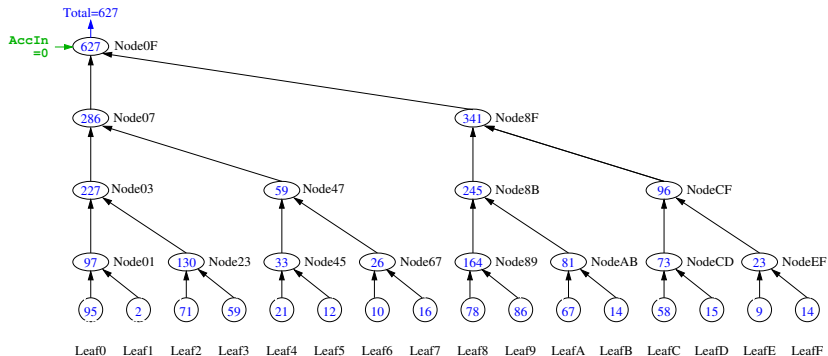 Total=627
AccIn
=0
627 Node0F
286 Node07 341 Node8F
227 Node03 59 Node47 245 Node8B 96 NodeCF
97 Node01 130 Node23 33 Node45 26 Node67 164 Node89 81 NodeAB 73 NodeCD 23 NodeEF
95 2 71 59 21 12 10 16 78 86 67 14 58 15 9 14
Leaf0 Leaf1 Leaf2 Leaf3 Leaf4 Leaf5 Leaf6 Leaf7 Leaf8 Leaf9 LeafA LeafB LeafC LeafD LeafE LeafF